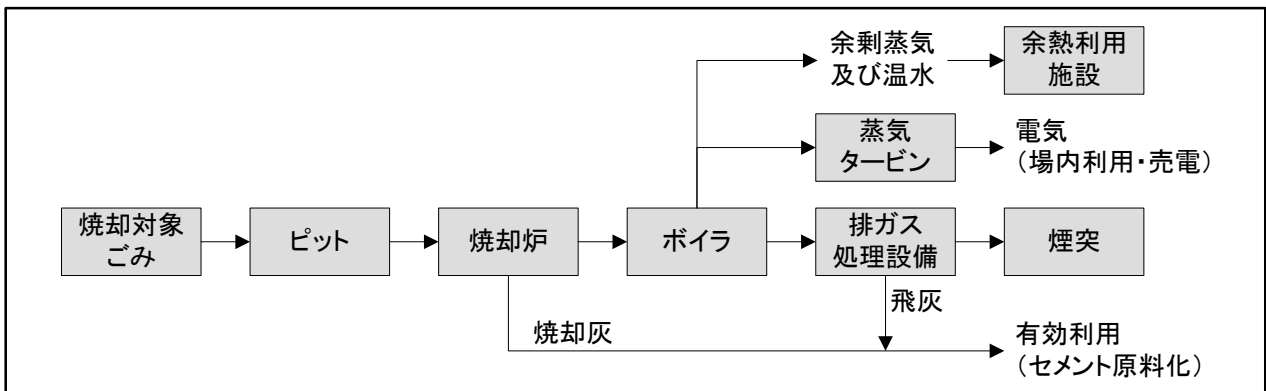 余剰蒸気
及び温水
余熱利用
施設
蒸気
タービン
電気
（場内利用・売電）
焼却対象
ごみ
ピット
焼却炉
ボイラ
排ガス
処理設備
煙突
飛灰
焼却灰
有効利用
（セメント原料化）